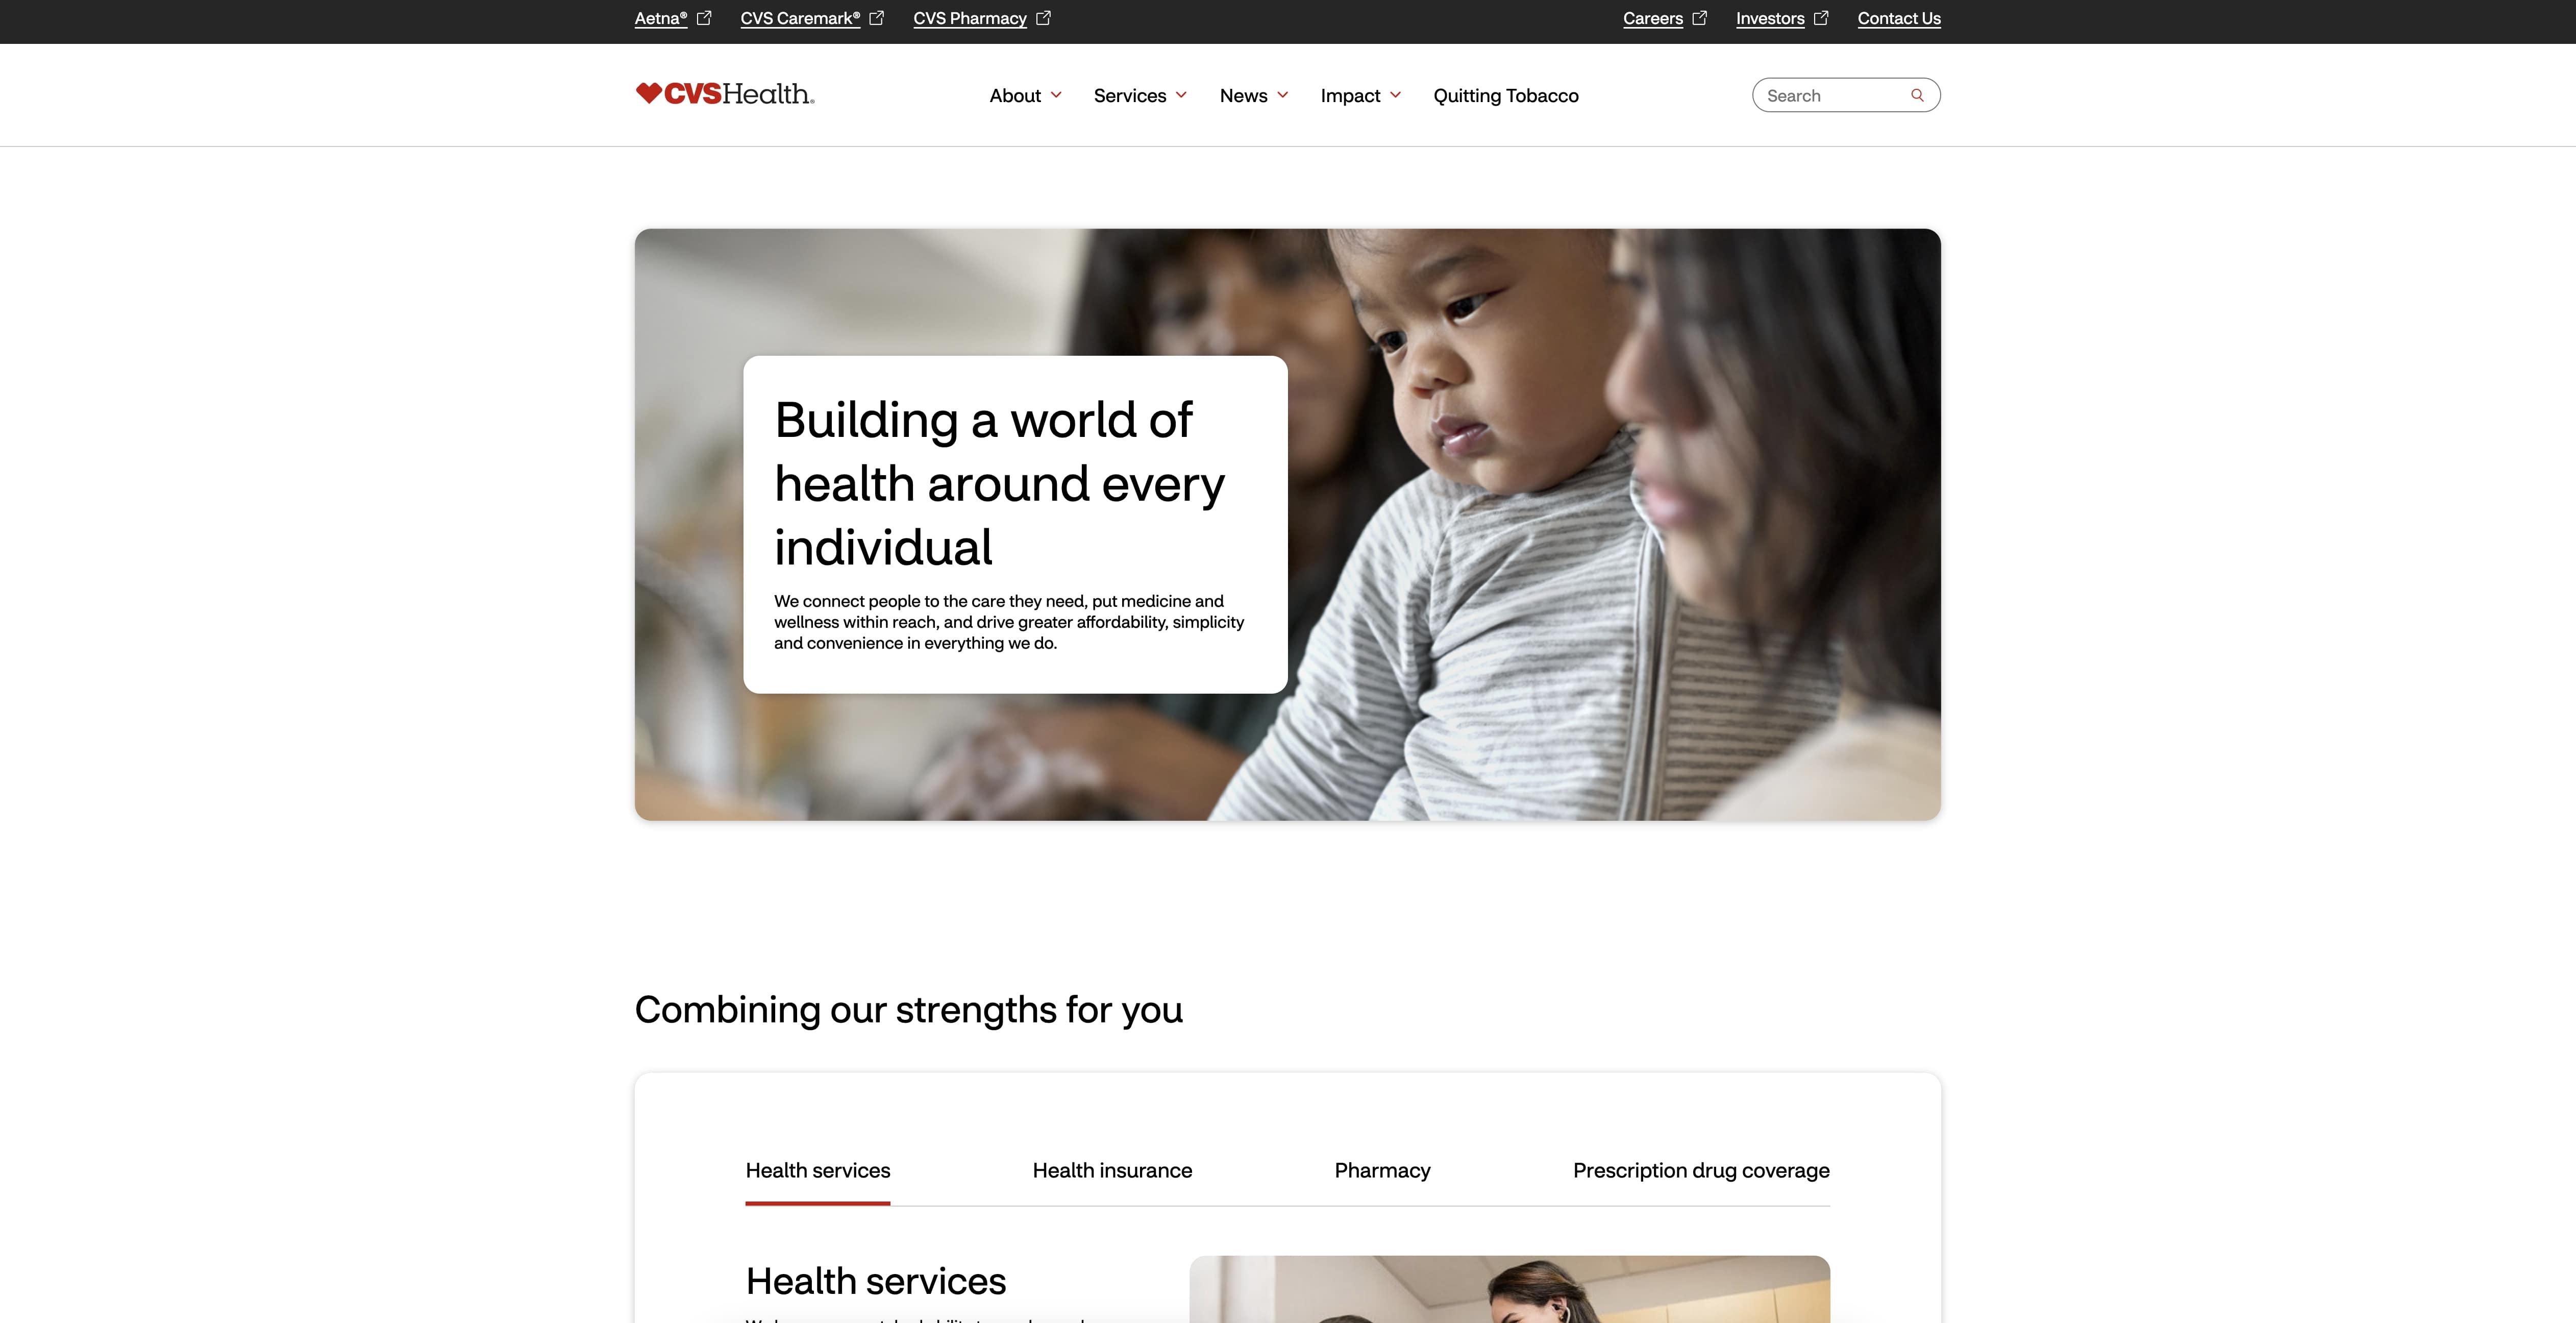 Aetna® CVS Caremark® CVS Pharmacy Careers Investors Contact Us
CVSHealth® About Services News Impact Quitting Tobacco Search
Building a world of
health around every
individual
We connect people to the care they need, put medicine and
wellness within reach, and drive greater affordability, simplicity
and convenience in everything we do.
Combining our strengths for you
Health services Health insurance Pharmacy Prescription drug coverage
Health services